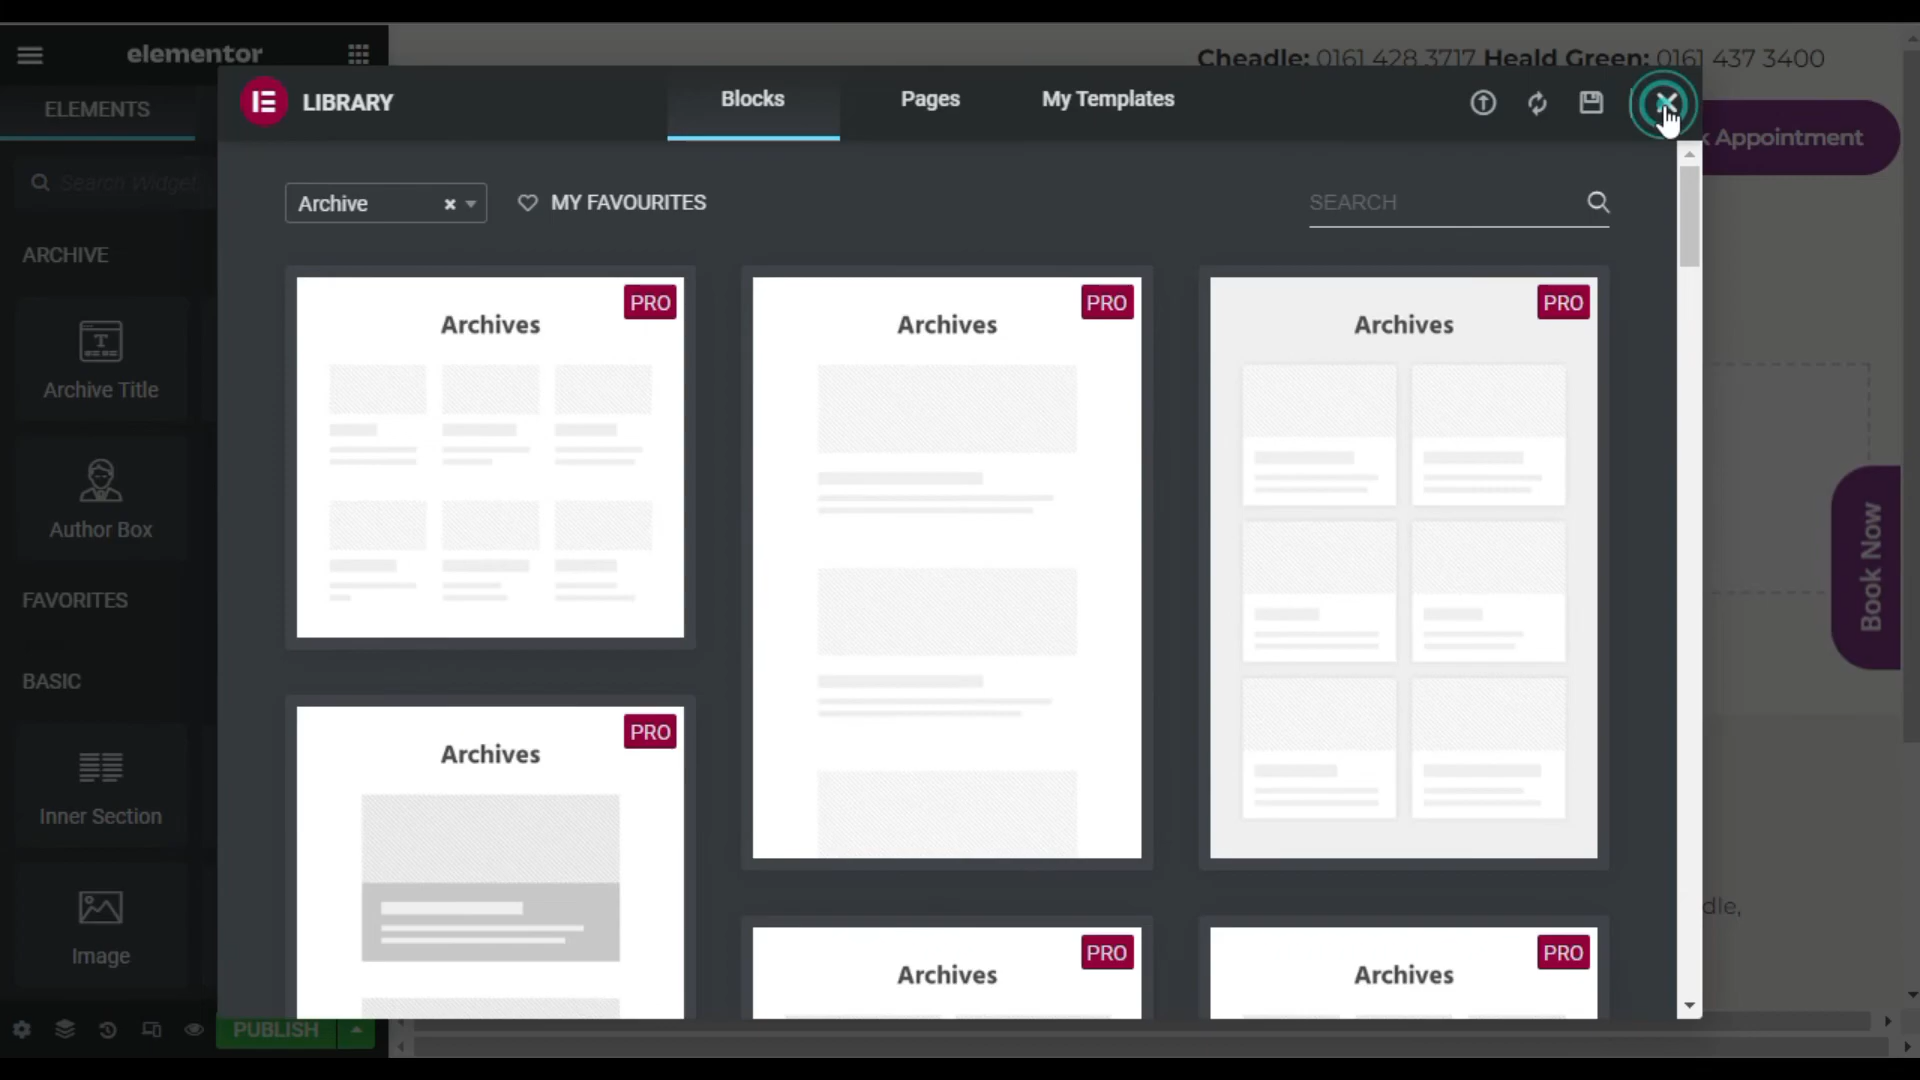 elementor
Cheadle: 0161 428 3717 Heald Green: 0161 437 3400
LIBRARY
Blocks
Pages
My Templates
ELEMENTS
Appointment
Search Widget
Archive
MY FAVOURITES
SEARCH
ARCHIVE
Archive Title
Author Box
FAVORITES
BASIC
Inner Section
Image
PRO
Archives
PRO
Archives
PRO
Archives
Book Now
PRO
Archives
PRO
Archives
PRO
Archives
dle,
PUBLISH